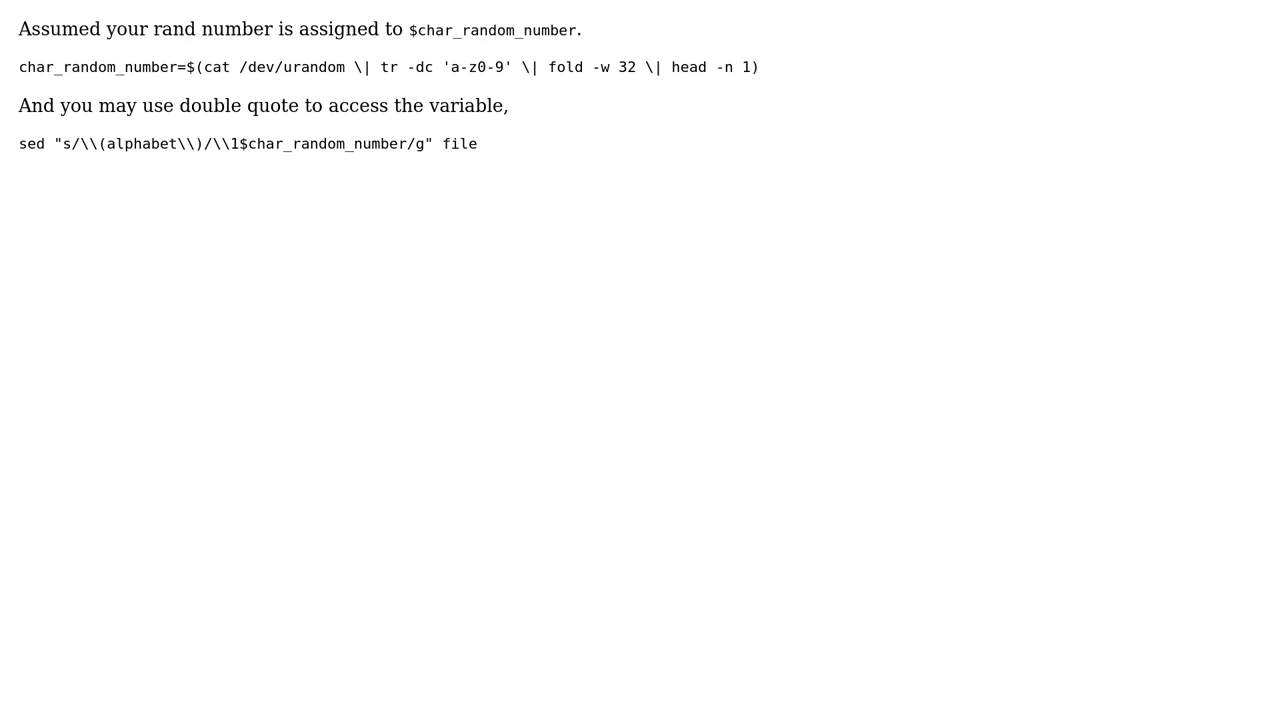 Assumed your rand number is assigned to $char_random_number.
char_random_number=$(cat /dev/urandom \| tr -dc 'a-z0-9' \| fold -w 32 \| head -n 1)
And you may use double quote to access the variable,
sed "s/\\(alphabet\\)/\\1$char_random_number/g" file